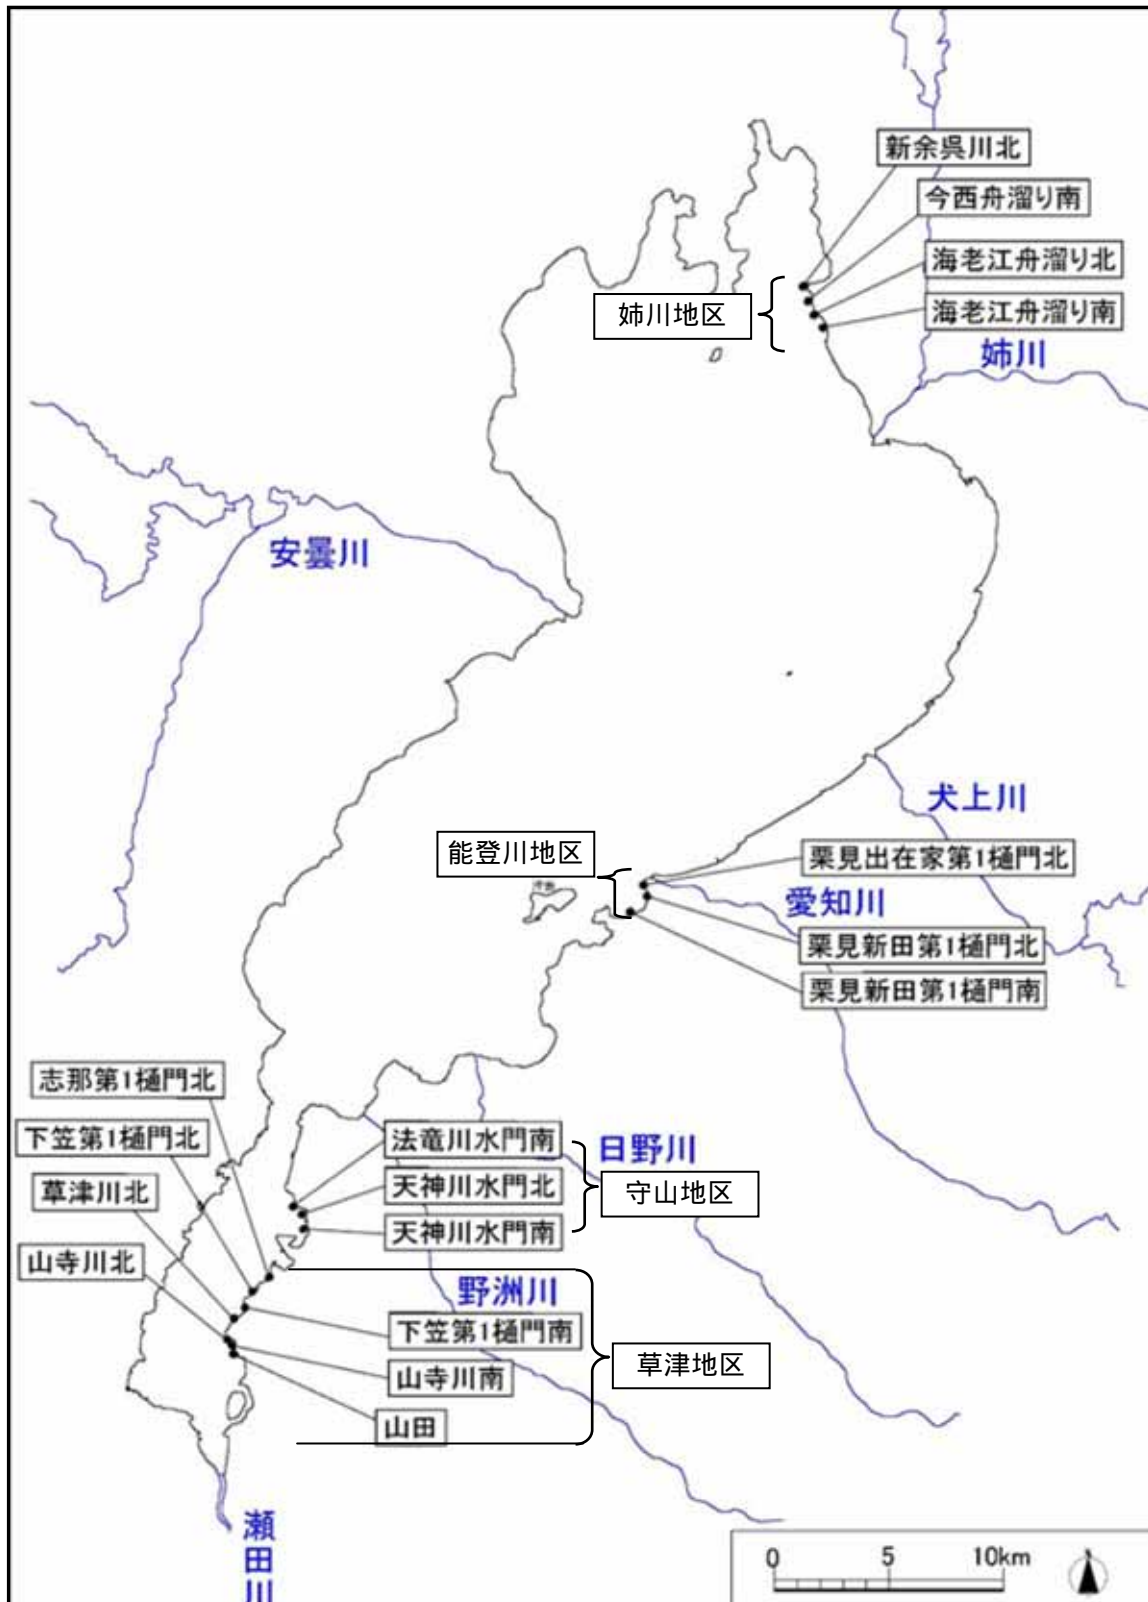 新余呉川北
今西舟溜り南
海老江舟溜り北
姉川地区
海老江舟溜り南
姉川
安曇川
犬上川
能登川地区
栗見出在家第1樋門北
愛知川
栗見新田第1樋門北
栗見新田第1樋門南
志那第1樋門北
下笠第1樋門北
法竜川水門南
日野川
草津川北
天神川水門北
守山地区
天神川水門南
山寺川北
野洲川
下笠第1樋門南
草津地区
山寺川南
山田
瀬田川
0 5 10km